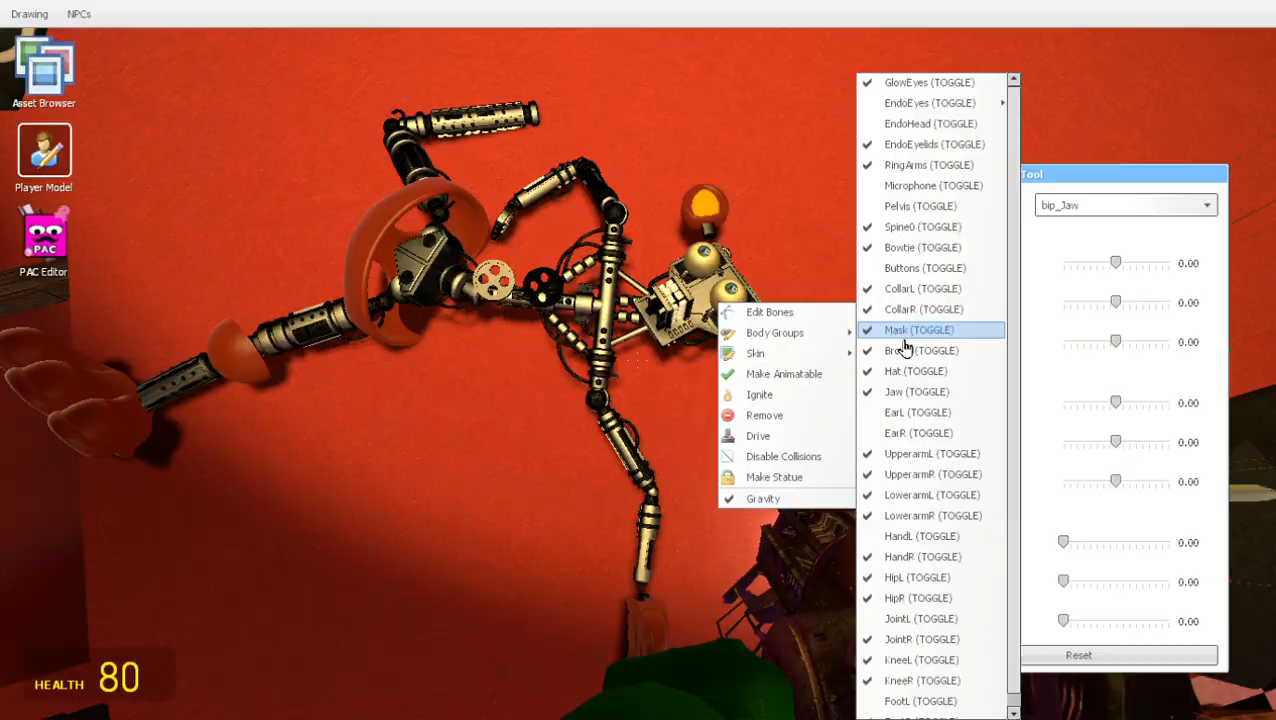 Drawing NPCs
Asset Browser
Player Model
PAC
PAC Editor
HEALTH 80
Edit Bones
Body Groups
Skin
Make Animatable
Ignite
Remove
Drive
Disable Collisions
Make Statue
Gravity
GlowEyes (TOGGLE)
EndoEyes (TOGGLE)
EndoHead (TOGGLE)
EndoEyelids (TOGGLE)
RingArms (TOGGLE)
Microphone (TOGGLE)
Pelvis (TOGGLE)
Spine0 (TOGGLE)
Bowtie (TOGGLE)
Buttons (TOGGLE)
CollarL (TOGGLE)
CollarR (TOGGLE)
Mask (TOGGLE)
(TOGGLE)
Hat (TOGGLE)
Jaw (TOGGLE)
EarL (TOGGLE)
EarR (TOGGLE)
UpperarmL (TOGGLE)
UpperarmR (TOGGLE)
LowerarmL (TOGGLE)
LowerarmR (TOGGLE)
HandL (TOGGLE)
HandR (TOGGLE)
HipL (TOGGLE)
HipR (TOGGLE)
JointL (TOGGLE)
JointR (TOGGLE)
KneeL (TOGGLE)
KneeR (TOGGLE)
FootL (TOGGLE)
Tool
bip_Jaw
0.00
0.00
0.00
0.00
0.00
0.00
0.00
0.00
0.00
Reset